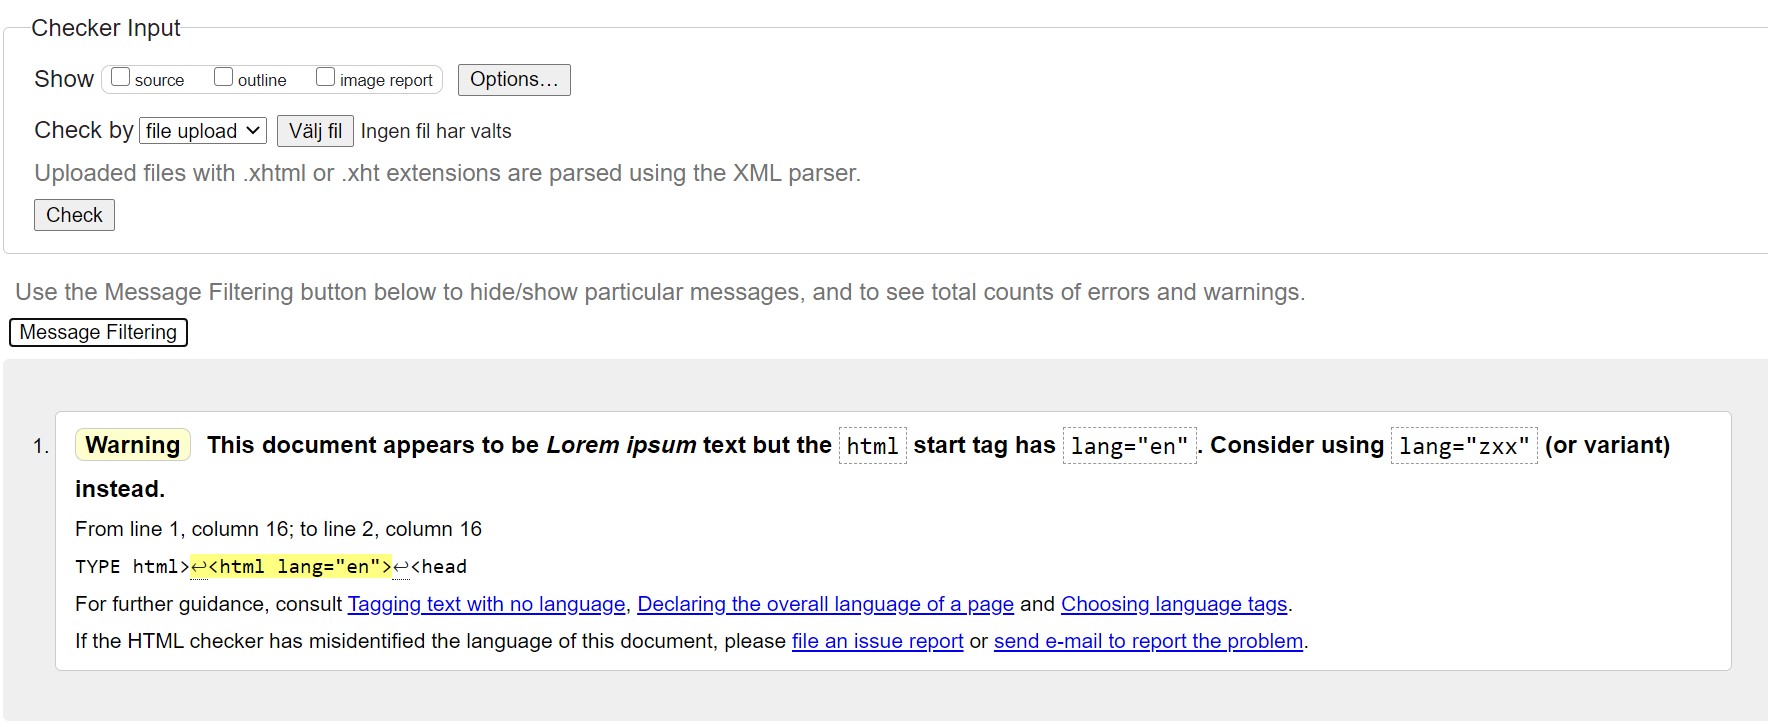 Checker Input
Show source outline image report Options...
Check by file upload Välj fil Ingen fil har valts
Uploaded files with .xhtml or .xht extensions are parsed using the XML parser.
Check
Use the Message Filtering button below to hide/show particular messages, and to see total counts of errors and warnings.
Message Filtering
1. Warning This document appears to be Lorem ipsum text but the html start tag has lang="en". Consider using lang="zxx" (or variant)
instead.
From line 1, column 16; to line 2, column 16
TYPE html>↩<html lang="en">↩<head
For further guidance, consult Tagging text with no language, Declaring the overall language of a page and Choosing language tags.
If the HTML checker has misidentified the language of this document, please file an issue report or send e-mail to report the problem.